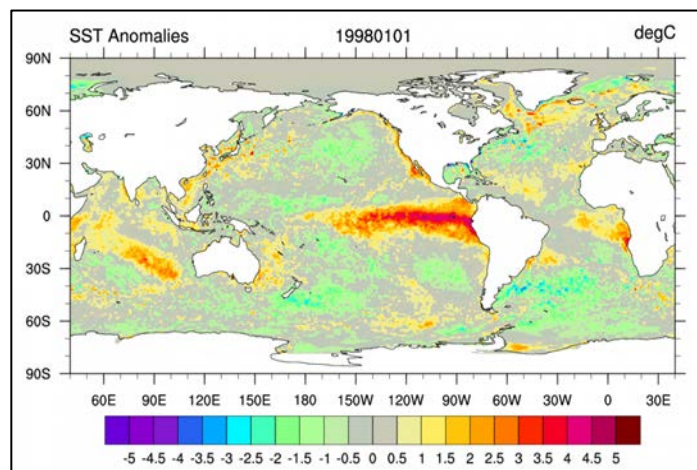 SST Anomalies 19980101 degC
90N
60N
30N
0
30S
60S
90S
60E 90E 120E 150E 180 150W 120W 90W 60W 30W 0 30E
-5 -4.5 -4 -3.5 -3 -2.5 -2 -1.5 -1 -0.5 0 0.5 1 1.5 2 2.5 3 3.5 4 4.5 5